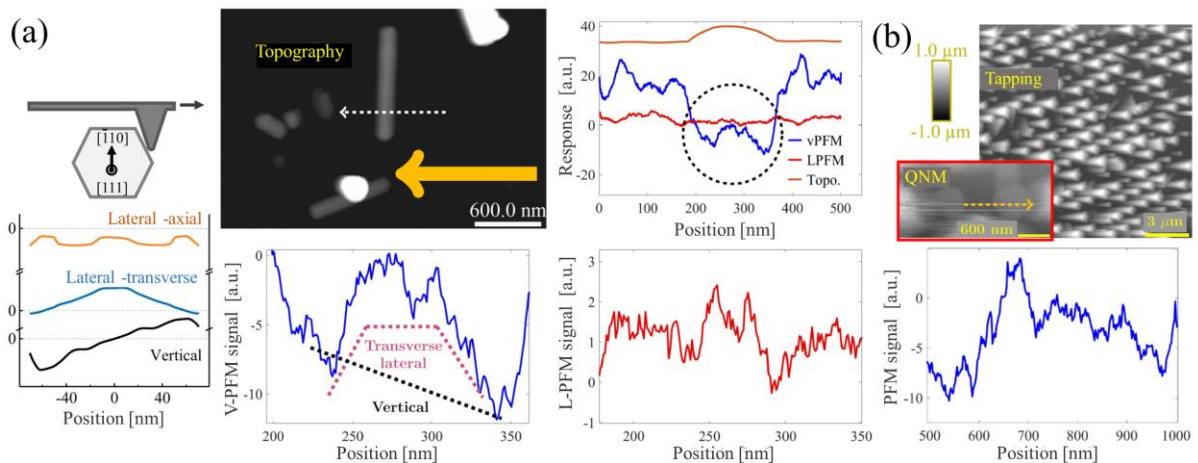 (a)
[1̄10]
[111]
Lateral -axial
0
Lateral -transverse
0
0
Vertical
-40 0 40
Position [nm]
Topography
600.0 nm
Response [a.u.]
40
20
0
-20
vPFM
LPFM
Topo.
0 100 200 300 400 500
Position [nm]
V-PFM signal [a.u.]
0
-5
-10
Transverse
lateral
Vertical
200 250 300 350
Position [nm]
L-PFM signal [a.u.]
3
2
1
0
-1
200 250 300 350
Position [nm]
(b)
1.0 µm
-1.0 µm
Tapping
QNM
600 nm
3 µm
PFM signal [a.u.]
0
-5
-10
500 600 700 800 900 1000
Position [nm]